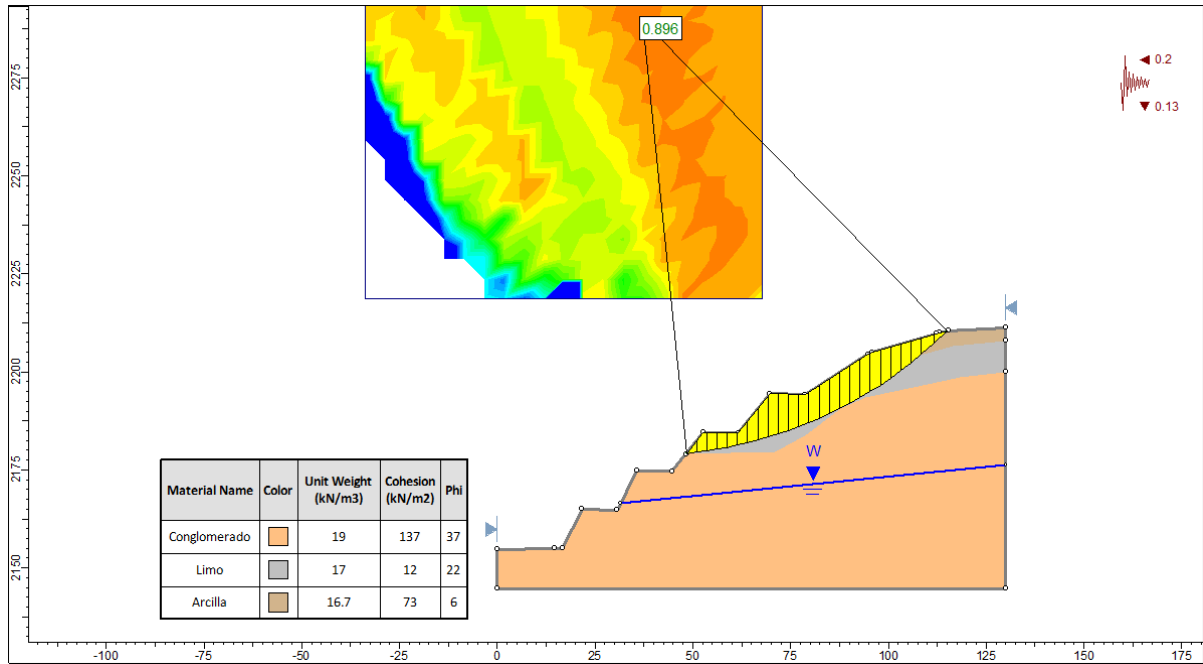 0.896
0.2
0.13
2275
2250
2225
2200
2175
2150
W
Material Name Color Unit Weight (kN/m3) Cohesion (kN/m2) Phi
Conglomerado 19 137 37
Limo 17 12 22
Arcilla 16.7 73 6
-100 -75 -50 -25 0 25 50 75 100 125 150 175